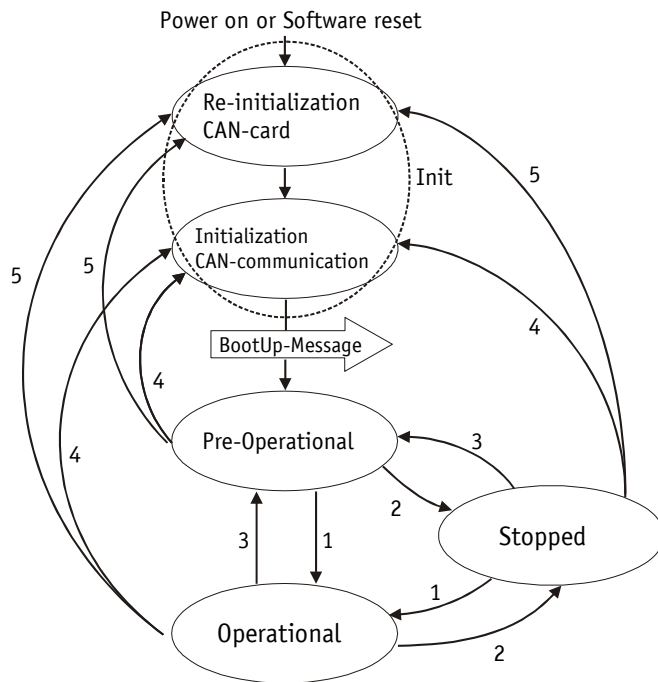 Power on or Software reset
Re-initialization
CAN-card
5
Init
Initialization
CAN-communication
5
5
4
BootUp-Message
4
4
3
Pre-Operational
2
Stopped
3
1
1
Operational
2